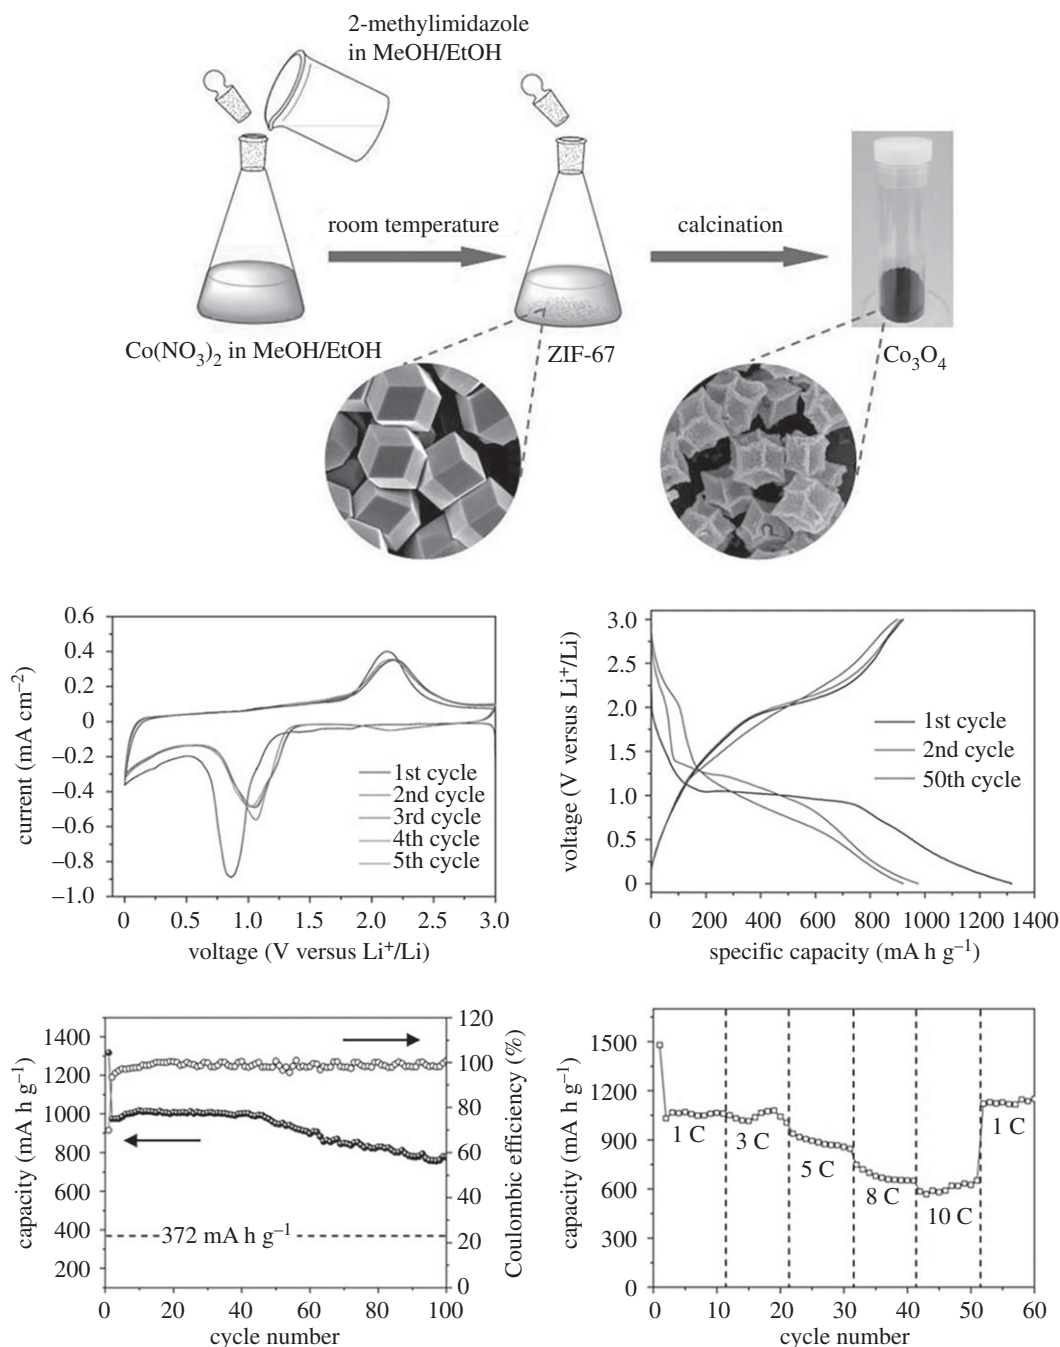 2-methylimidazole
in MeOH/EtOH
room temperature
calcination
Co(NO₃)₂ in MeOH/EtOH
ZIF-67
Co₃O₄
0.6
0.4
0.2
0
–0.2
–0.4
–0.6
–0.8
–1.0
current (mA cm⁻²)
1st cycle
2nd cycle
3rd cycle
4th cycle
5th cycle
0 0.5 1.0 1.5 2.0 2.5 3.0
voltage (V versus Li⁺/Li)
3.0
2.5
2.0
1.5
1.0
0.5
0
voltage (V versus Li⁺/Li)
1st cycle
2nd cycle
50th cycle
0 200 400 600 800 1000 1200 1400
specific capacity (mA h g⁻¹)
1400
1200
1000
800
600
400
200
capacity (mA h g⁻¹)
372 mA h g⁻¹
120
100
80
60
40
20
0
Coulombic efficiency (%)
0 20 40 60 80 100
cycle number
1500
1200
900
600
300
0
capacity (mA h g⁻¹)
1 C
3 C
5 C
8 C
10 C
1 C
0 10 20 30 40 50 60
cycle number